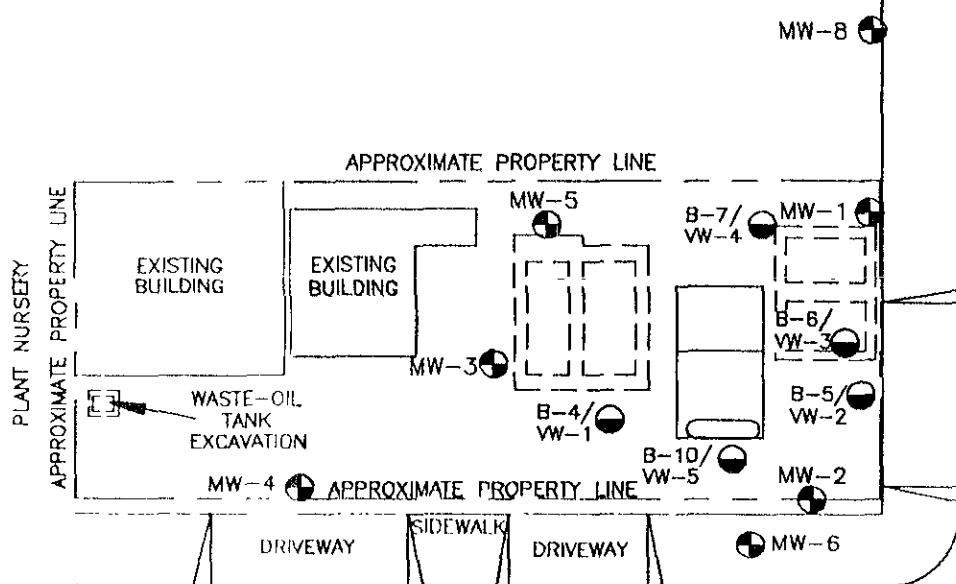 MW-8
APPROXIMATE PROPERTY LINE
MW-5
B-7/
VW-4
MW-1
PLANT NURSERY
APPROXIMATE PROPERTY LINE
EXISTING
BUILDING
EXISTING
BUILDING
B-6/
VW-3
MW-3
WASTE-OIL
TANK
EXCAVATION
B-4/
VW-1
B-5/
VW-2
B-10/
VW-5
MW-2
MW-4
APPROXIMATE PROPERTY LINE
SIDEWALK
DRIVEWAY
DRIVEWAY
MW-6